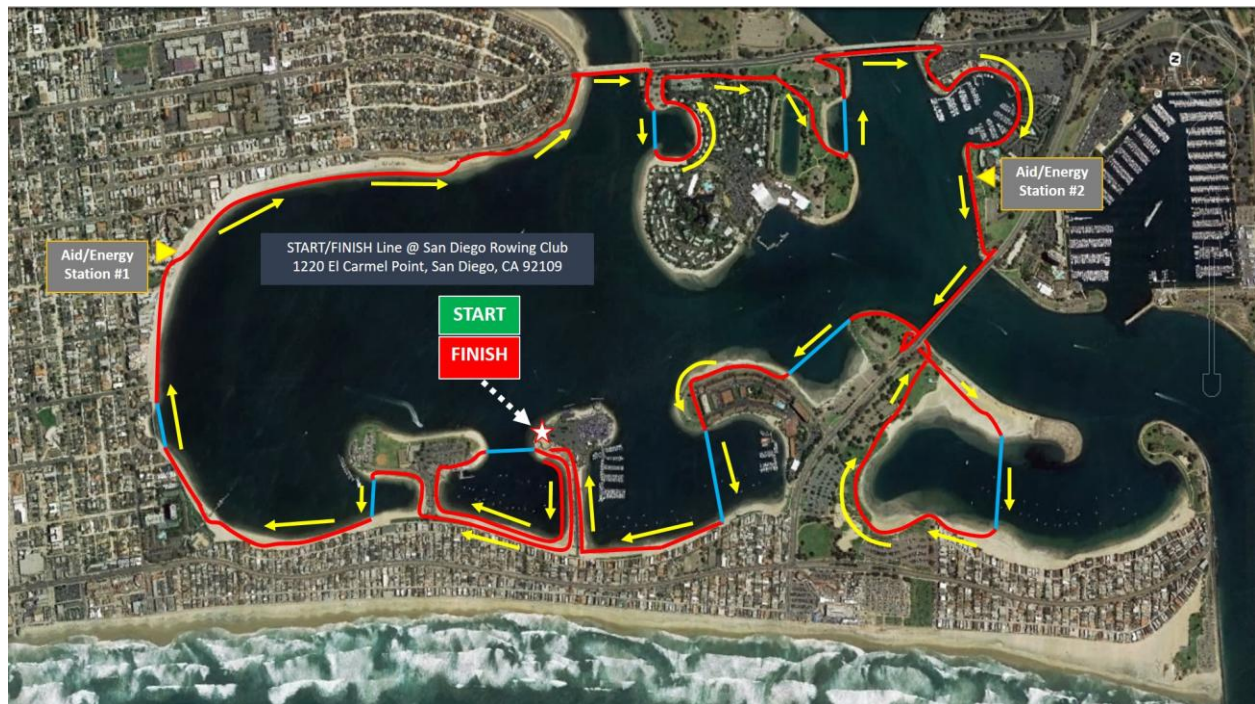 N
Aid/Energy
Station #2
Aid/Energy
Station #1
START/FINISH Line @ San Diego Rowing Club
1220 El Carmel Point, San Diego, CA 92109
START
FINISH